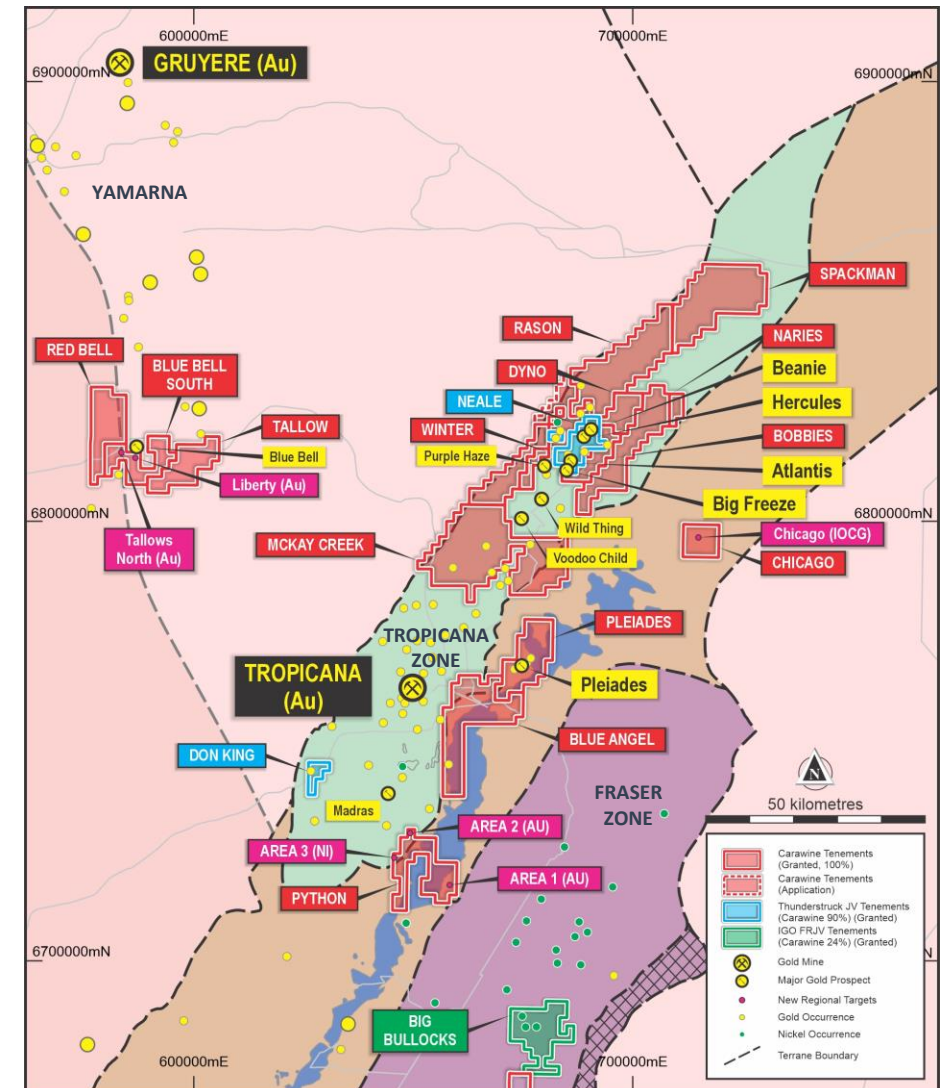 600000mE
700000mE
GRUYERE (Au)
6900000mN
6900000mN
YAMARNA
SPACKMAN
RASON
NARIES
RED BELL
BLUE BELL
SOUTH
DYNO
Beanie
NEALE
Hercules
TALLOW
WINTER
BOBBIES
Blue Bell
Purple Haze
Atlantis
Liberty (Au)
Big Freeze
6800000mN
6800000mN
Wild Thing
Tallows
North (Au)
MCKAY CREEK
Voodoo Child
Chicago (IOCG)
CHICAGO
PLEIADES
TROPICANA
ZONE
TROPICANA
(Au)
Pleiades
BLUE ANGEL
DON KING
N
FRASER
ZONE
50 kilometres
Madras
AREA 2 (AU)
AREA 3 (NI)
AREA 1 (AU)
PYTHON
Carawine Tenements
(Granted, 100%)
Carawine Tenements
(Application)
Thunderstruck JV Tenements
(Carawine 90%) (Granted)
IGO FRJV Tenements
(Carawine 24%) (Granted)
Gold Mine
Major Gold Prospect
New Regional Targets
Gold Occurrence
Nickel Occurrence
Terrane Boundary
6700000mN
6700000mN
BIG
BULLOCKS
600000mE
700000mE